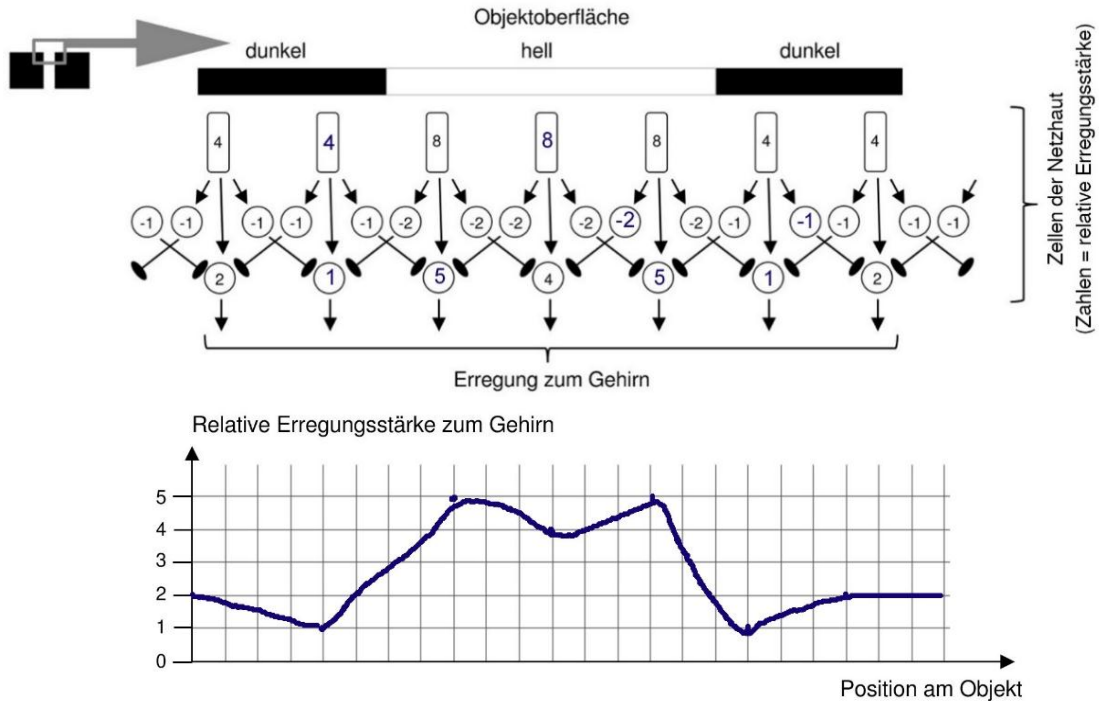 Objektoberfläche
dunkel hell dunkel
4 4 8 8 8 4 4
-1 -1 -1 -1 -1 -2 -2 -2 -2 -2 -2 -1 -1 -1 -1 -1
2 1 5 4 5 1 2
Zellen der Netzhaut
(Zahlen = relative Erregungsstärke)
Erregung zum Gehirn
Relative Erregungsstärke zum Gehirn
5
4
3
2
1
0
Position am Objekt